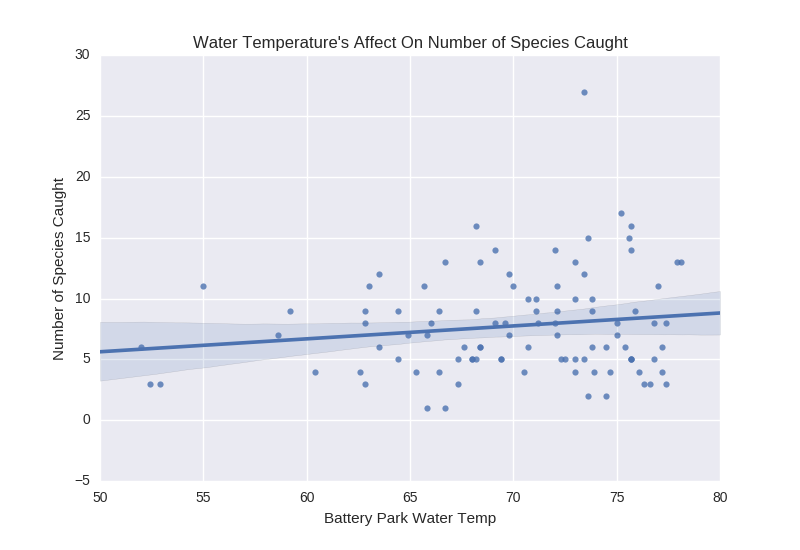 Water Temperature's Affect On Number of Species Caught
30
25
20
15
10
5
0
−5
Number of Species Caught
50 55 60 65 70 75 80
Battery Park Water Temp